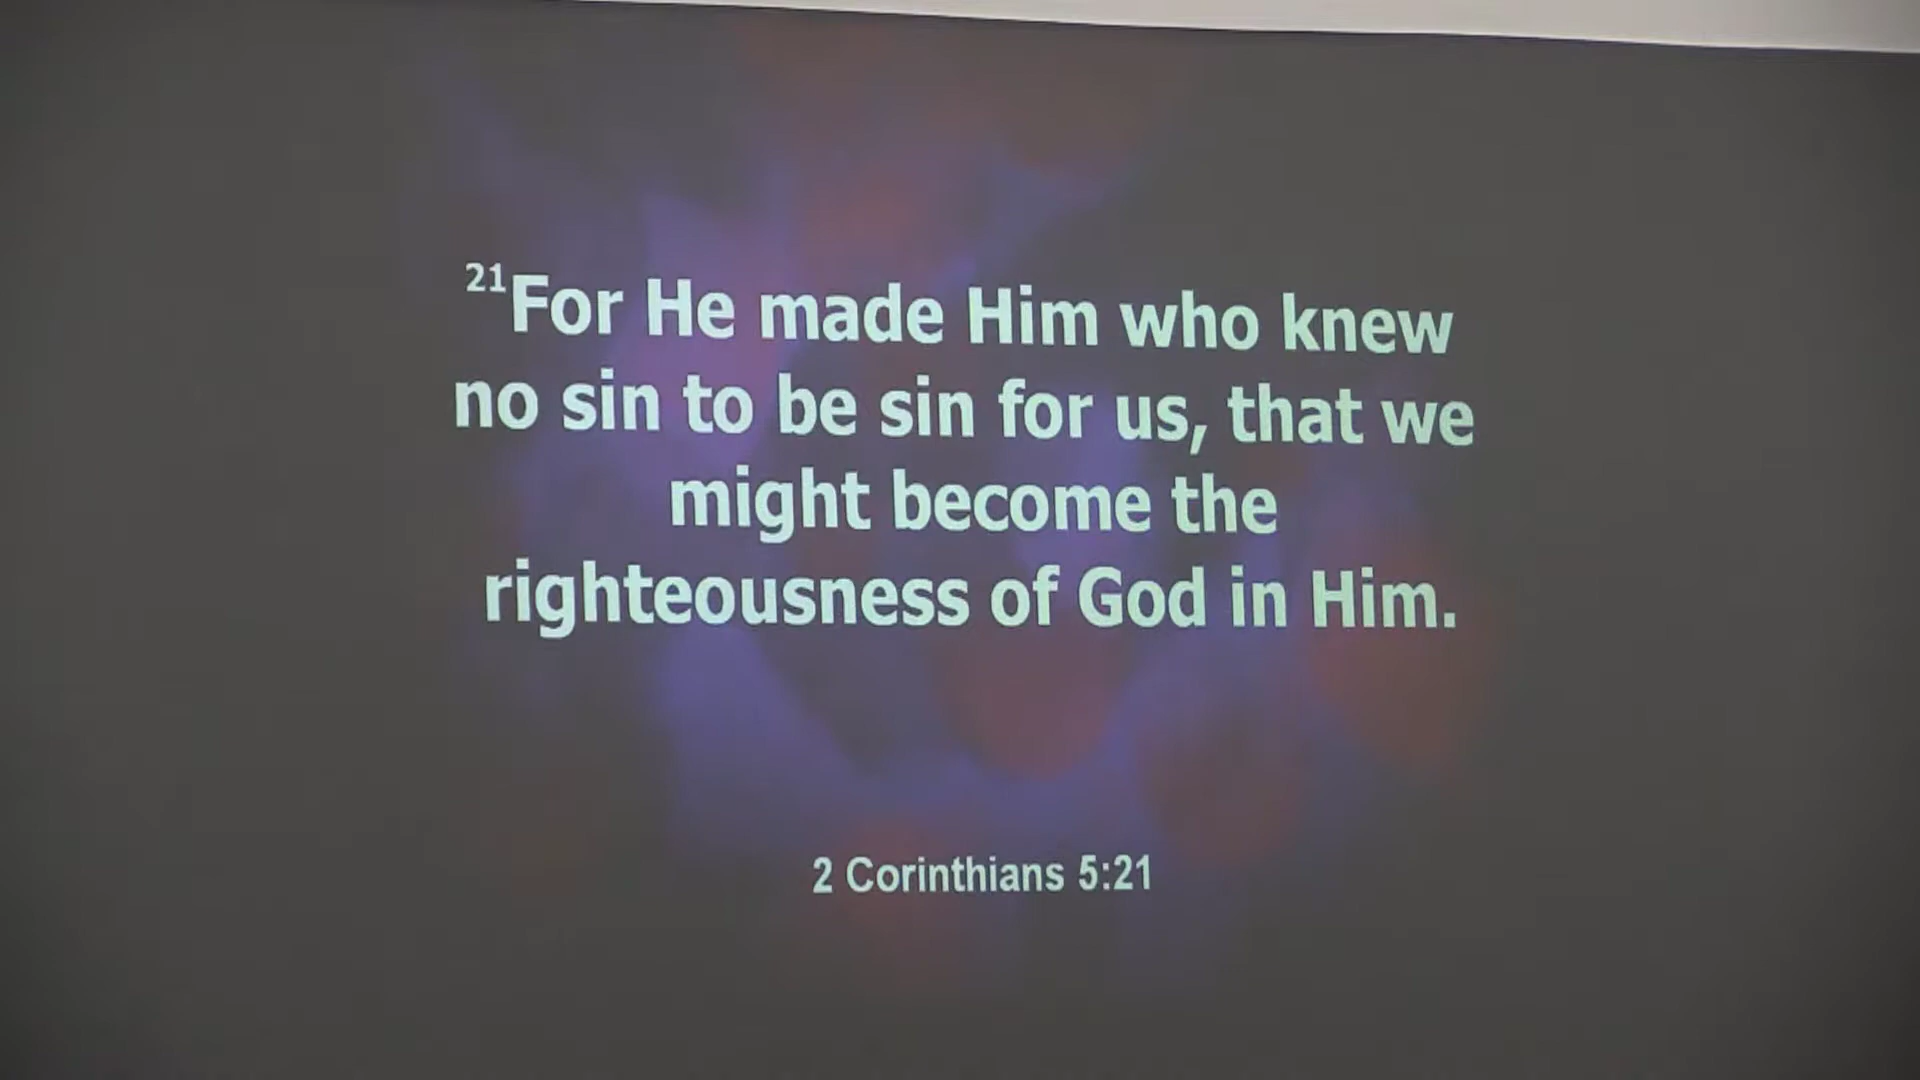 21For He made Him who knew
no sin to be sin for us, that we
might become the
righteousness of God in Him.
2 Corinthians 5:21